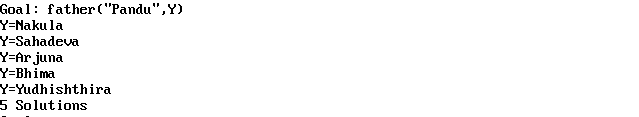 Goal: father("Pandu",Y)
Y=Nakula
Y=Sahadeva
Y=Arjuna
Y=Bhima
Y=Yudhishthira
5 Solutions